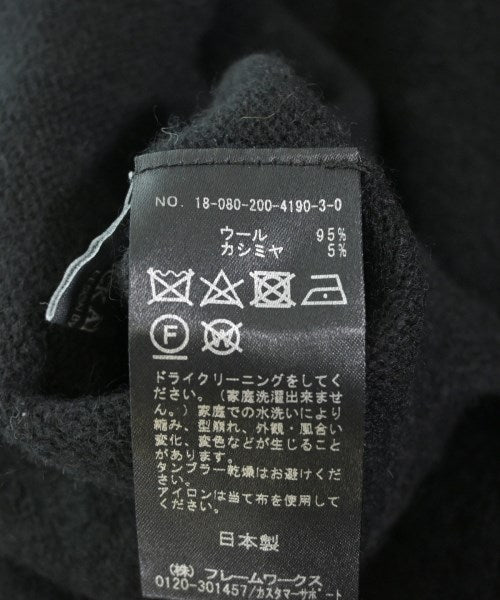 NO. 18-080-200-4190-3-0
ウール 95%
カシミヤ 5%
F
W
ドライクリーニングをしてく
ださい。(家庭洗濯出来ませ
ん。)家庭での水洗いにより
縮み、型崩れ、外観・風合い
変化、変色などが生じること
があります。
タンブラー乾燥はお避けくだ
さい。
アイロンは当て布を使用して
ください。
日本製
(株)フレームワークス
0120-301457/カスタマーサポート